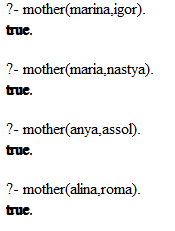 ?- mother(marina,igor).
true.
?- mother(maria,nastya).
true.
?- mother(anya,assol).
true.
?- mother(alina,roma).
true.